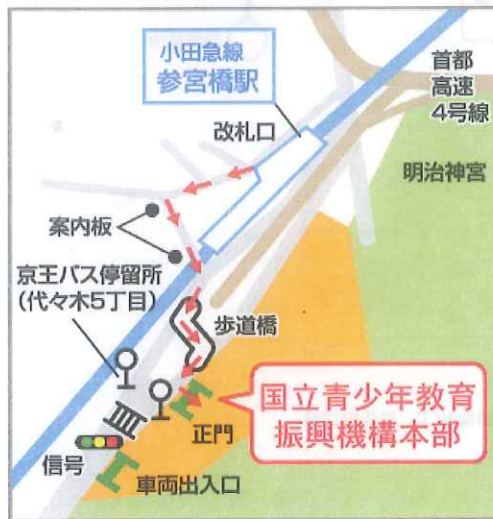 小田急線
参宮橋駅
首都
高速
4号線
改札口
明治神宮
案内板
京王バス停留所
(代々木5丁目)
歩道橋
国立青少年教育
振興機構本部
正門
信号
車両出入口